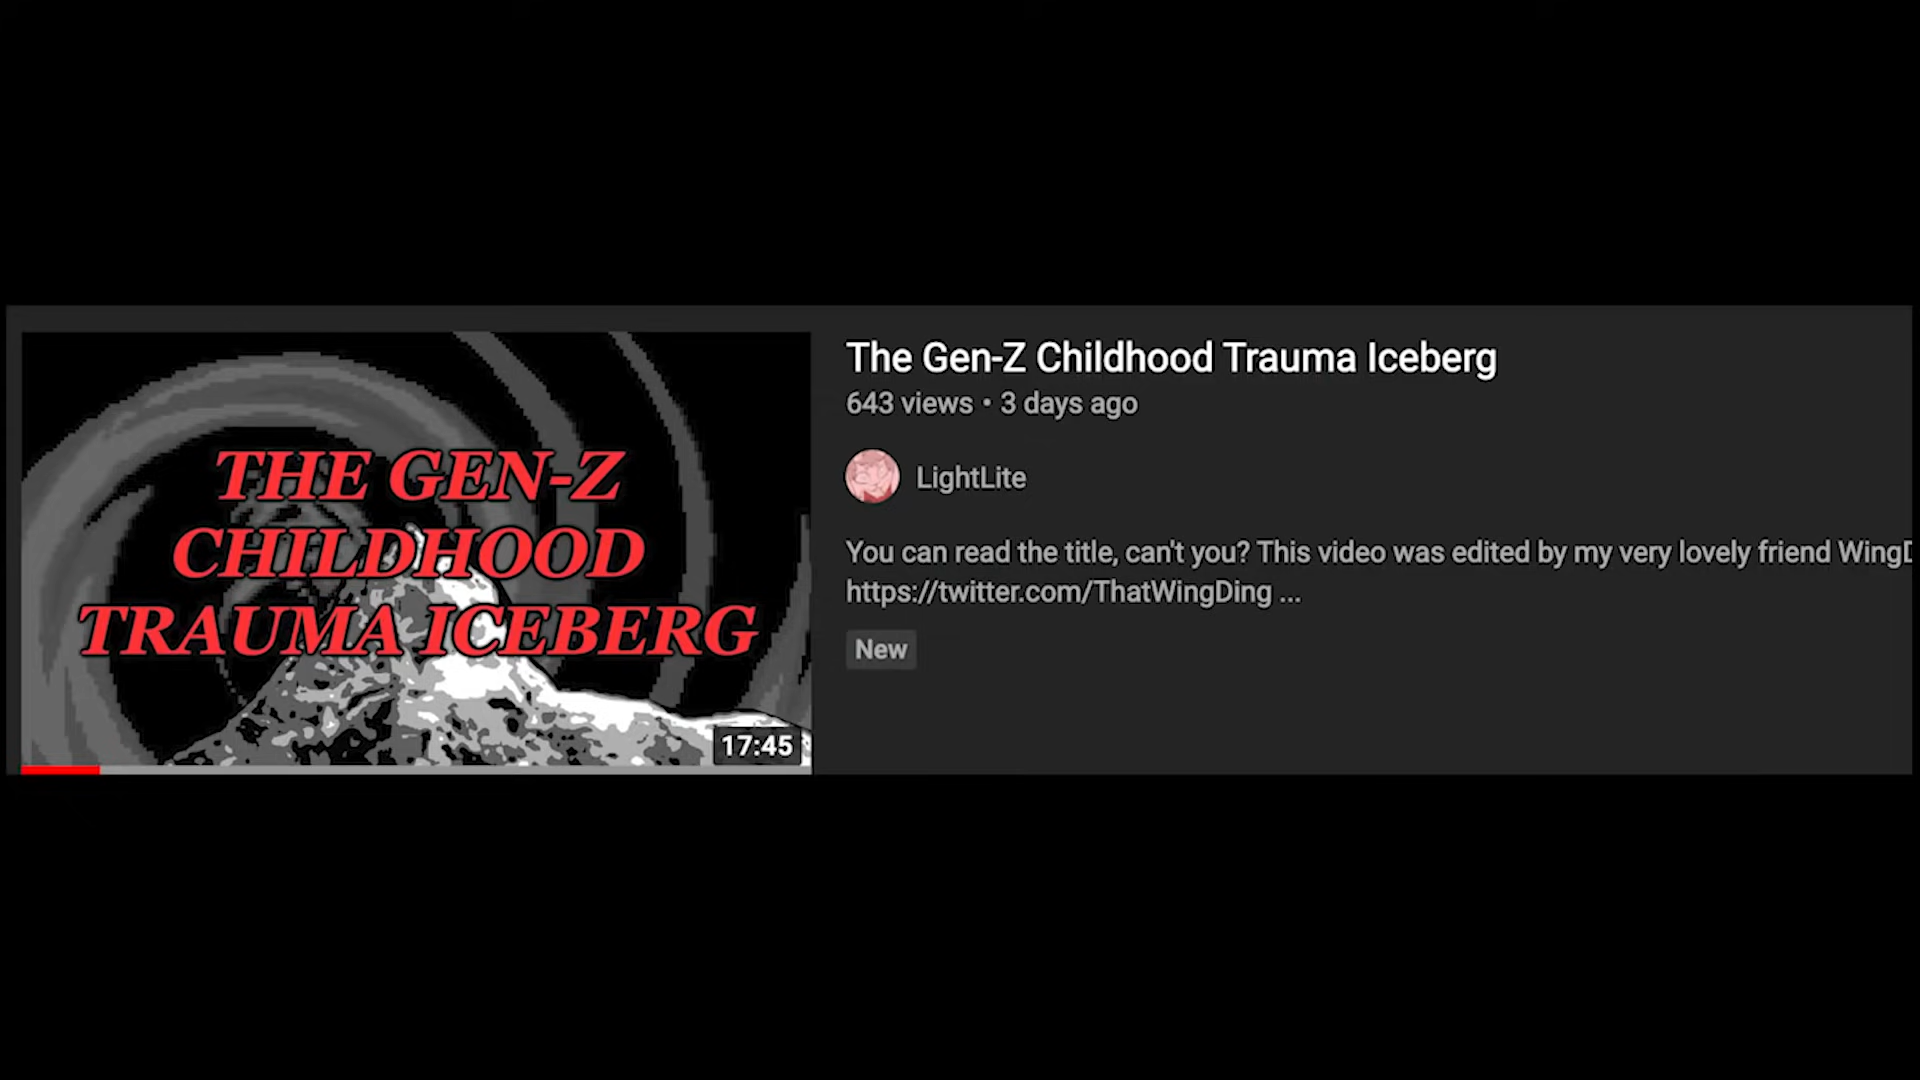 THE GEN-Z
CHILDHOOD
TRAUMA ICEBERG
17:45
The Gen-Z Childhood Trauma Iceberg
643 views • 3 days ago
LightLite
You can read the title, can't you? This video was edited by my very lovely friend WingD
https://twitter.com/ThatWingDing ...
New